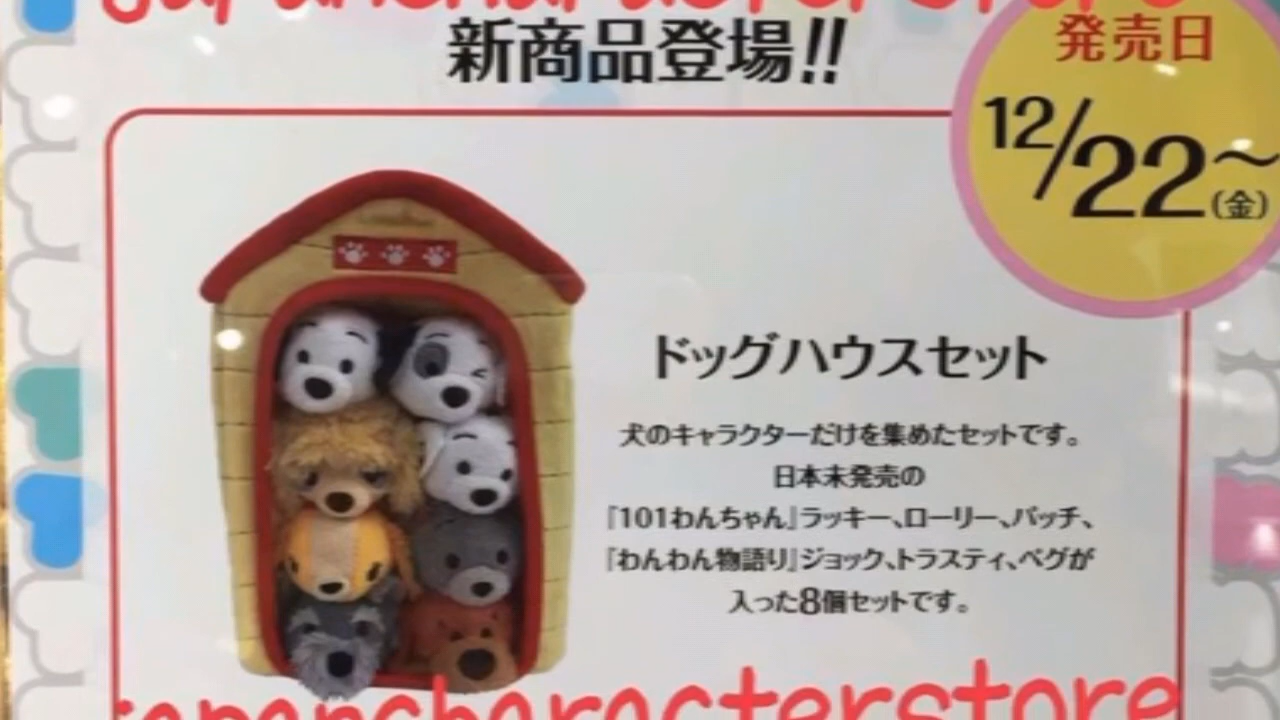 japancharacterstore
新商品登場!!
発売日
12/22~
(金)
ドッグハウスセット
犬のキャラクターだけを集めたセットです。
日本未発売の
『101わんちゃん』ラッキー、ローリー、パッチ、
『わんわん物語り』ジョック、トラスティ、ペグが
入った8個セットです。
japancharacterstore